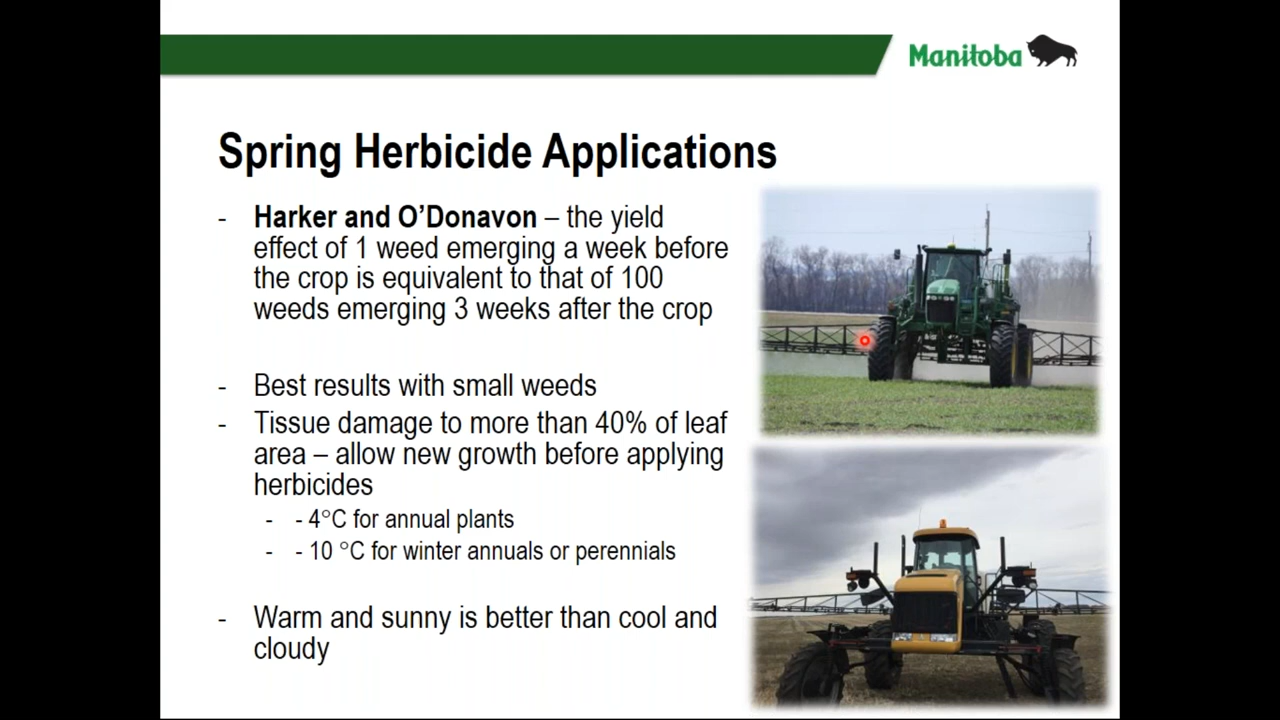 Manitoba
Spring Herbicide Applications
- Harker and O’Donavon – the yield
effect of 1 weed emerging a week before
the crop is equivalent to that of 100
weeds emerging 3 weeks after the crop
- Best results with small weeds
- Tissue damage to more than 40% of leaf
area – allow new growth before applying
herbicides
- - 4°C for annual plants
- - 10 °C for winter annuals or perennials
- Warm and sunny is better than cool and
cloudy